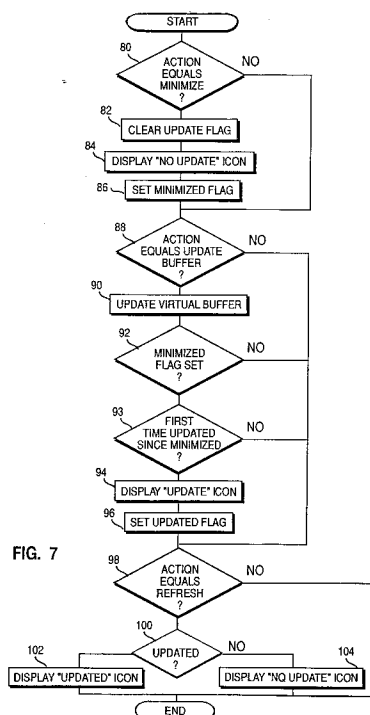 START
80
ACTION
EQUALS
MINIMIZE
?
NO
82
CLEAR UPDATE FLAG
84
DISPLAY "NO UPDATE" ICON
86
SET MINIMIZED FLAG
88
ACTION
EQUALS UPDATE
BUFFER
?
NO
90
UPDATE VIRTUAL BUFFER
92
MINIMIZED
FLAG SET
?
NO
93
FIRST
TIME UPDATED
SINCE MINIMIZED
?
NO
94
DISPLAY "UPDATE" ICON
96
SET UPDATED FLAG
FIG. 7
98
ACTION
EQUALS
REFRESH
?
NO
100
UPDATED
?
NO
102
DISPLAY "UPDATED" ICON
104
DISPLAY "NO UPDATE" ICON
END